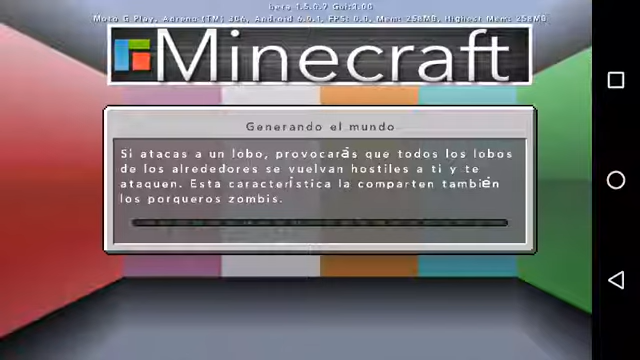 beta 1.5.0.? Gui:3.00
Moto G Play, Adreno (TM) 306, Android 6.0.1, FPS: 0.0, Mem: 258MB, Highest Mem: 258MB
Minecraft
Generando el mundo
Si atacas a un lobo, provocarás que todos los lobos
de los alrededores se vuelvan hostiles a ti y te
ataquen. Esta característica la comparten también
los porqueros zombis.